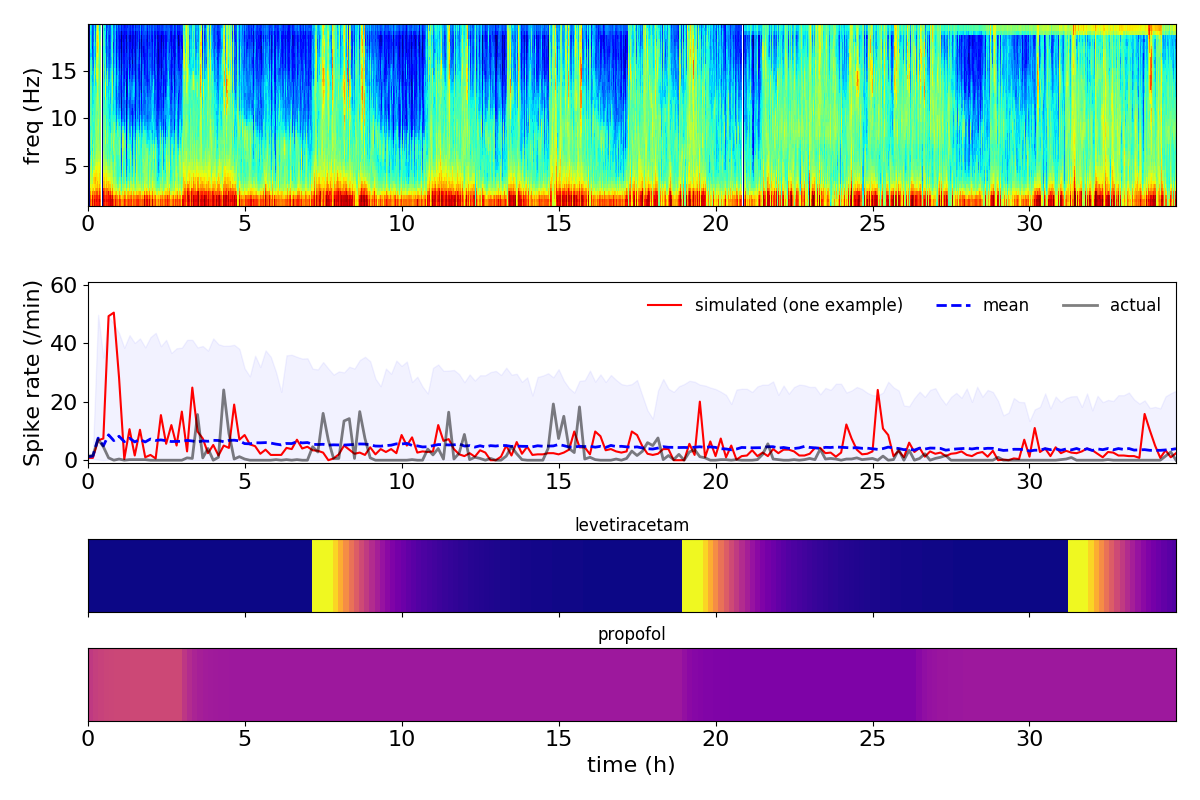 freq (Hz)
15
10
5
0 5 10 15 20 25 30
Spike rate (/min)
60
40
20
0
simulated (one example) mean actual
0 5 10 15 20 25 30
levetiracetam
propofol
0 5 10 15 20 25 30
time (h)